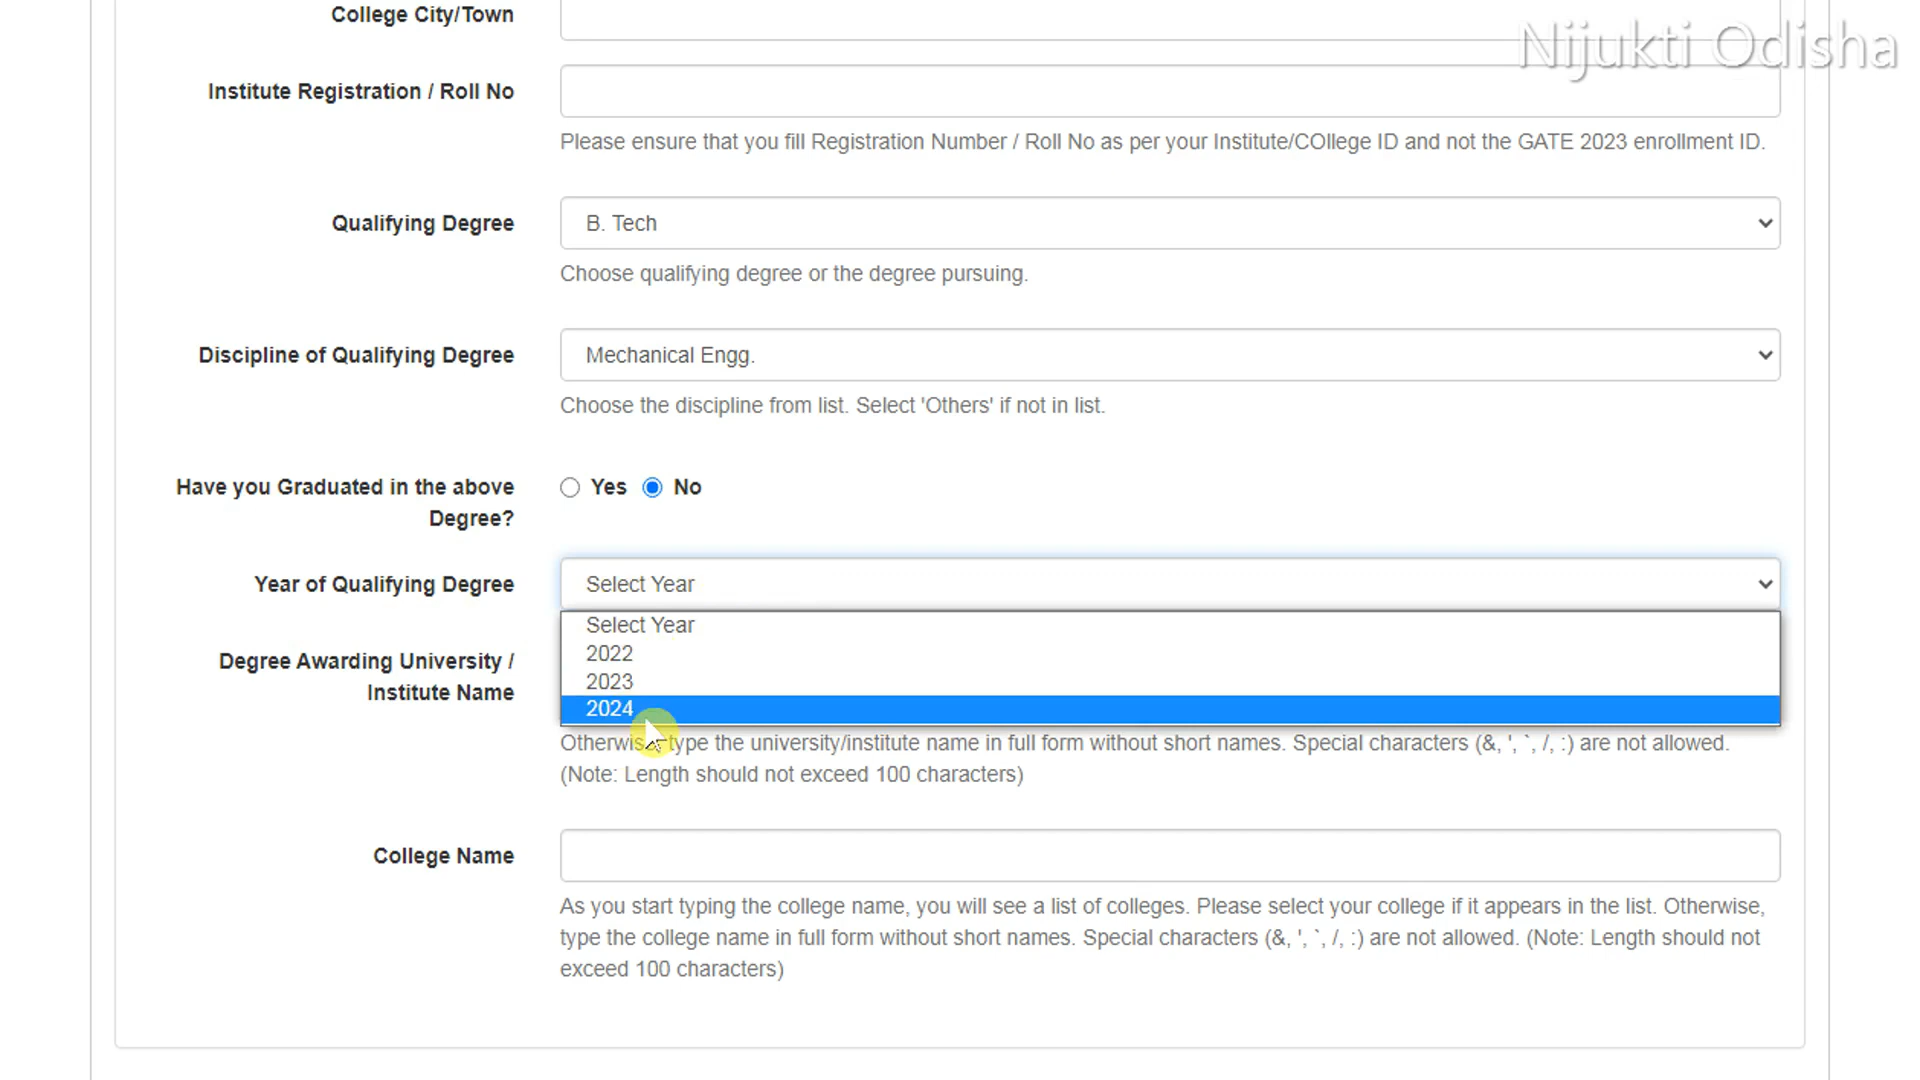 College City/Town
Nijukti Odisha
Institute Registration / Roll No
Please ensure that you fill Registration Number / Roll No as per your Institute/COllege ID and not the GATE 2023 enrollment ID.
Qualifying Degree
B. Tech
Choose qualifying degree or the degree pursuing.
Discipline of Qualifying Degree
Mechanical Engg.
Choose the discipline from list. Select 'Others' if not in list.
Have you Graduated in the above
Degree?
Yes No
Year of Qualifying Degree
Select Year
Select Year
2022
2023
2024
Degree Awarding University /
Institute Name
Otherwise, type the university/institute name in full form without short names. Special characters (&, ', `, /, :) are not allowed.
(Note: Length should not exceed 100 characters)
College Name
As you start typing the college name, you will see a list of colleges. Please select your college if it appears in the list. Otherwise,
type the college name in full form without short names. Special characters (&, ', `, /, :) are not allowed. (Note: Length should not
exceed 100 characters)